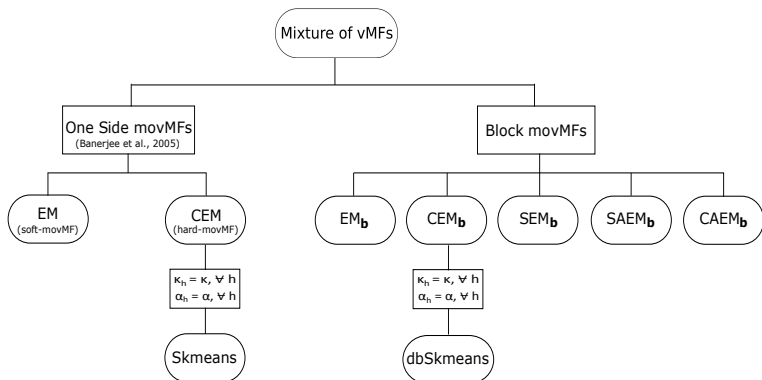 Mixture of vMFs
One Side movMFs
(Banerjee et al., 2005)
Block movMFs
EM
(soft-movMF)
CEM
(hard-movMF)
EMb
CEMb
SEMb
SAEMb
CAEMb
κh = κ, ∀ h
αh = α, ∀ h
κh = κ, ∀ h
αh = α, ∀ h
Skmeans
dbSkmeans